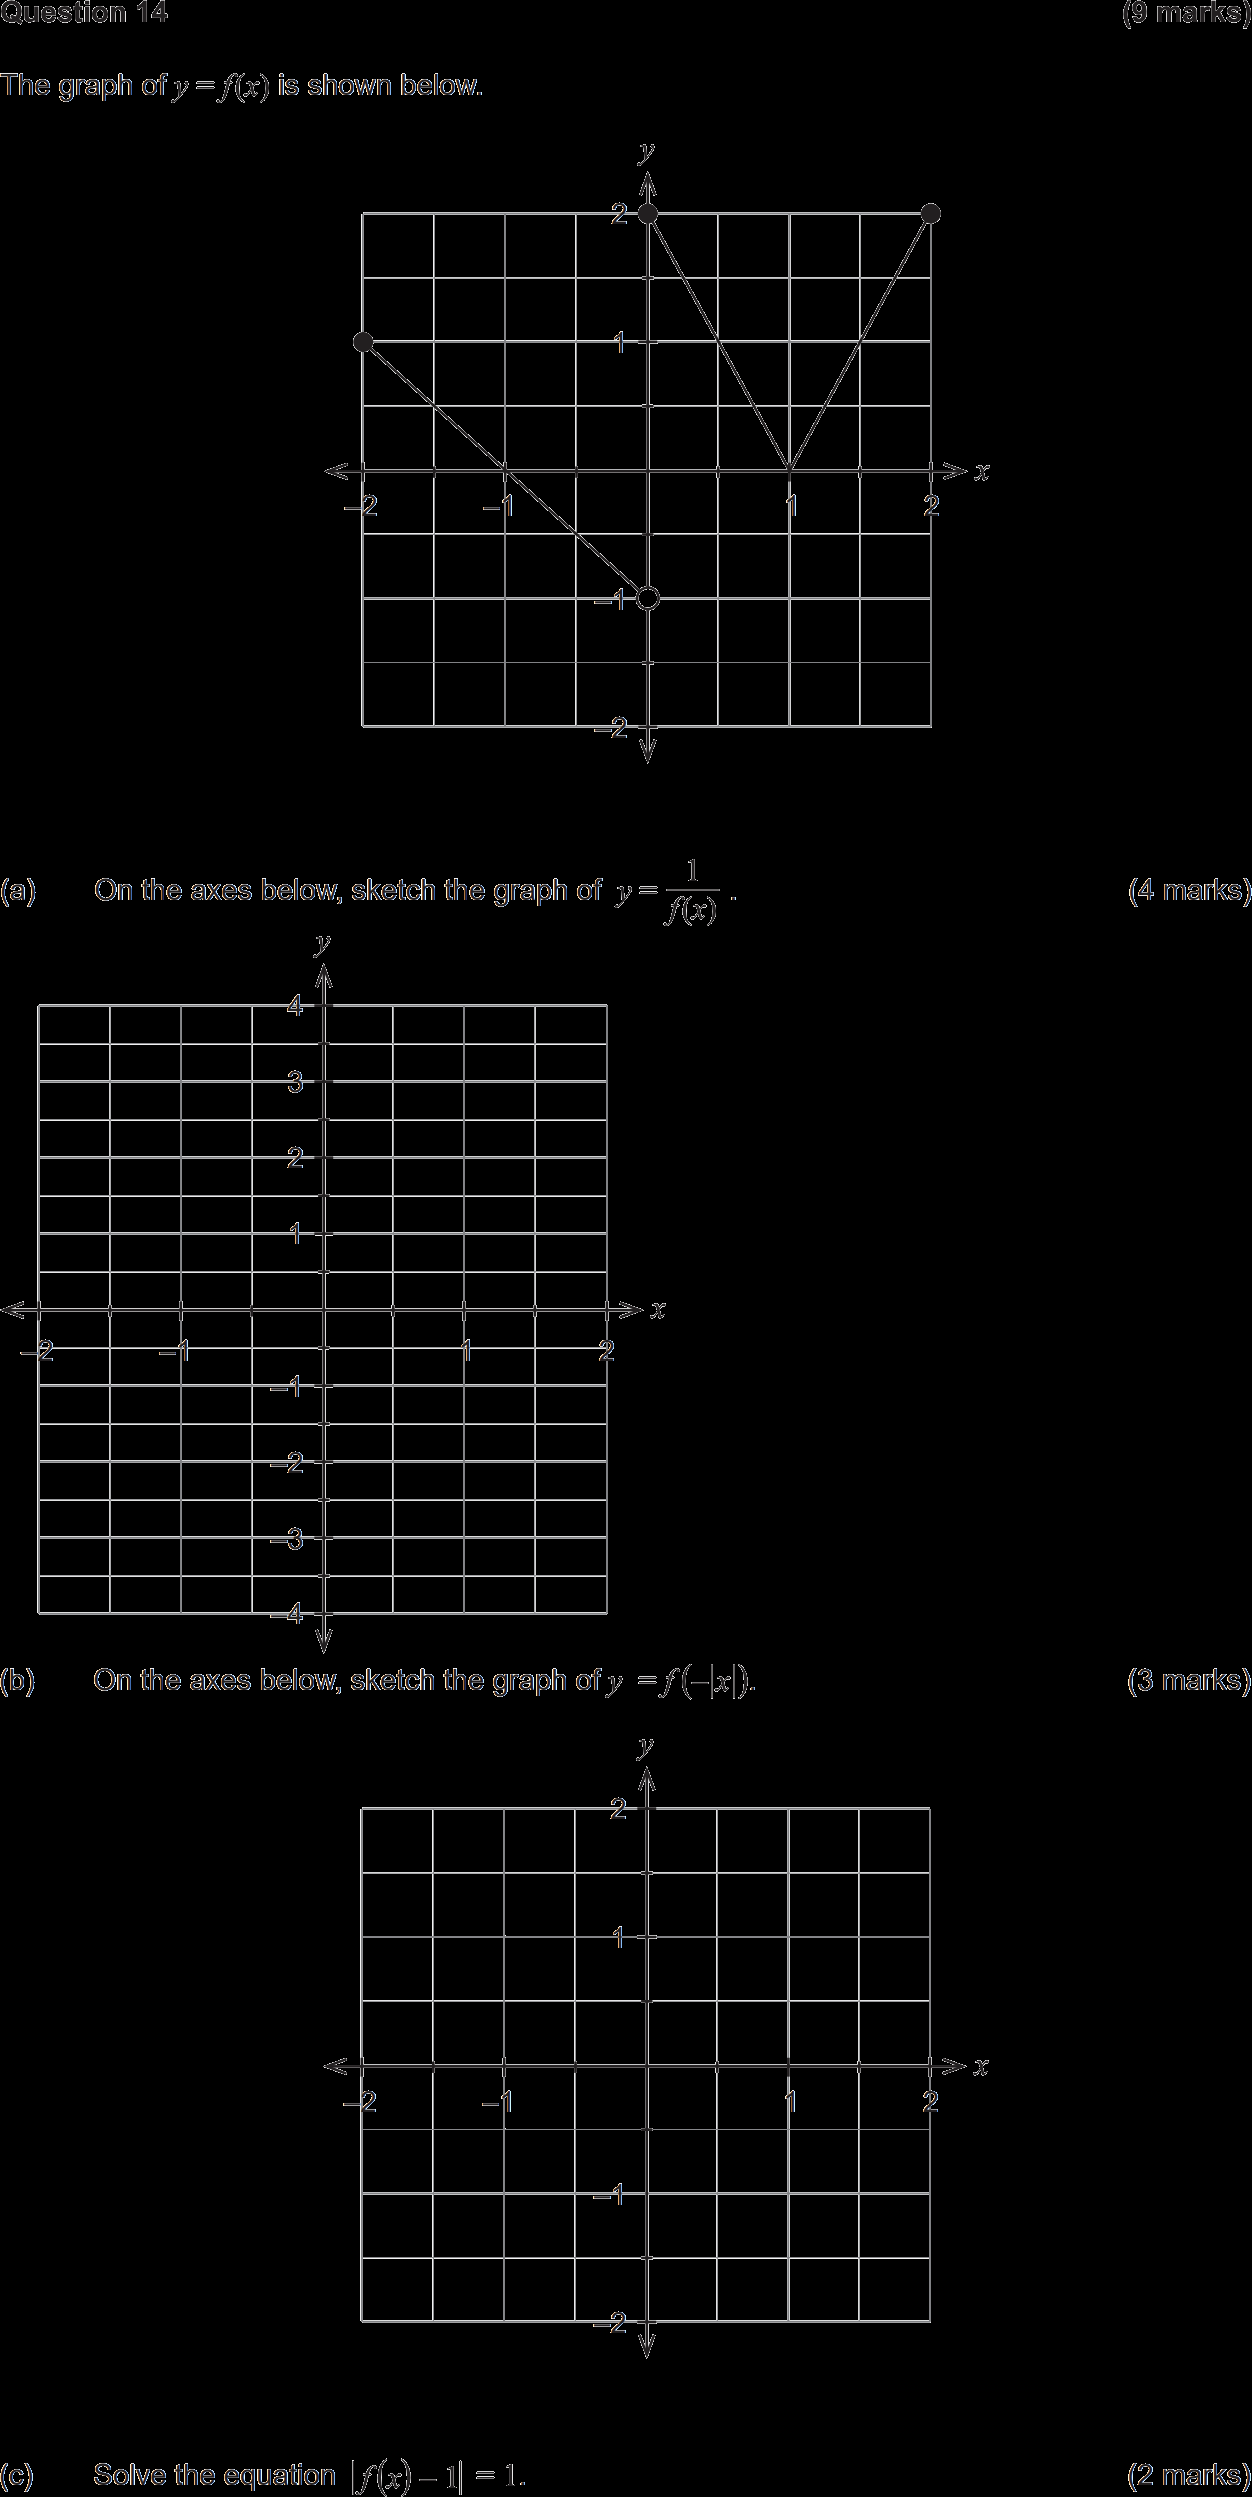 Question 14 (9 marks)
The graph of y = f(x) is shown below.
y
2
1
x
–2 –1 1 2
–1
–2
(a) On the axes below, sketch the graph of y = 1/f(x) . (4 marks)
y
4
3
2
1
x
–2 –1 1 2
–1
–2
–3
–4
(b) On the axes below, sketch the graph of y = f(–|x|). (3 marks)
y
2
1
x
–2 –1 1 2
–1
–2
(c) Solve the equation |f(x) – 1| = 1. (2 marks)